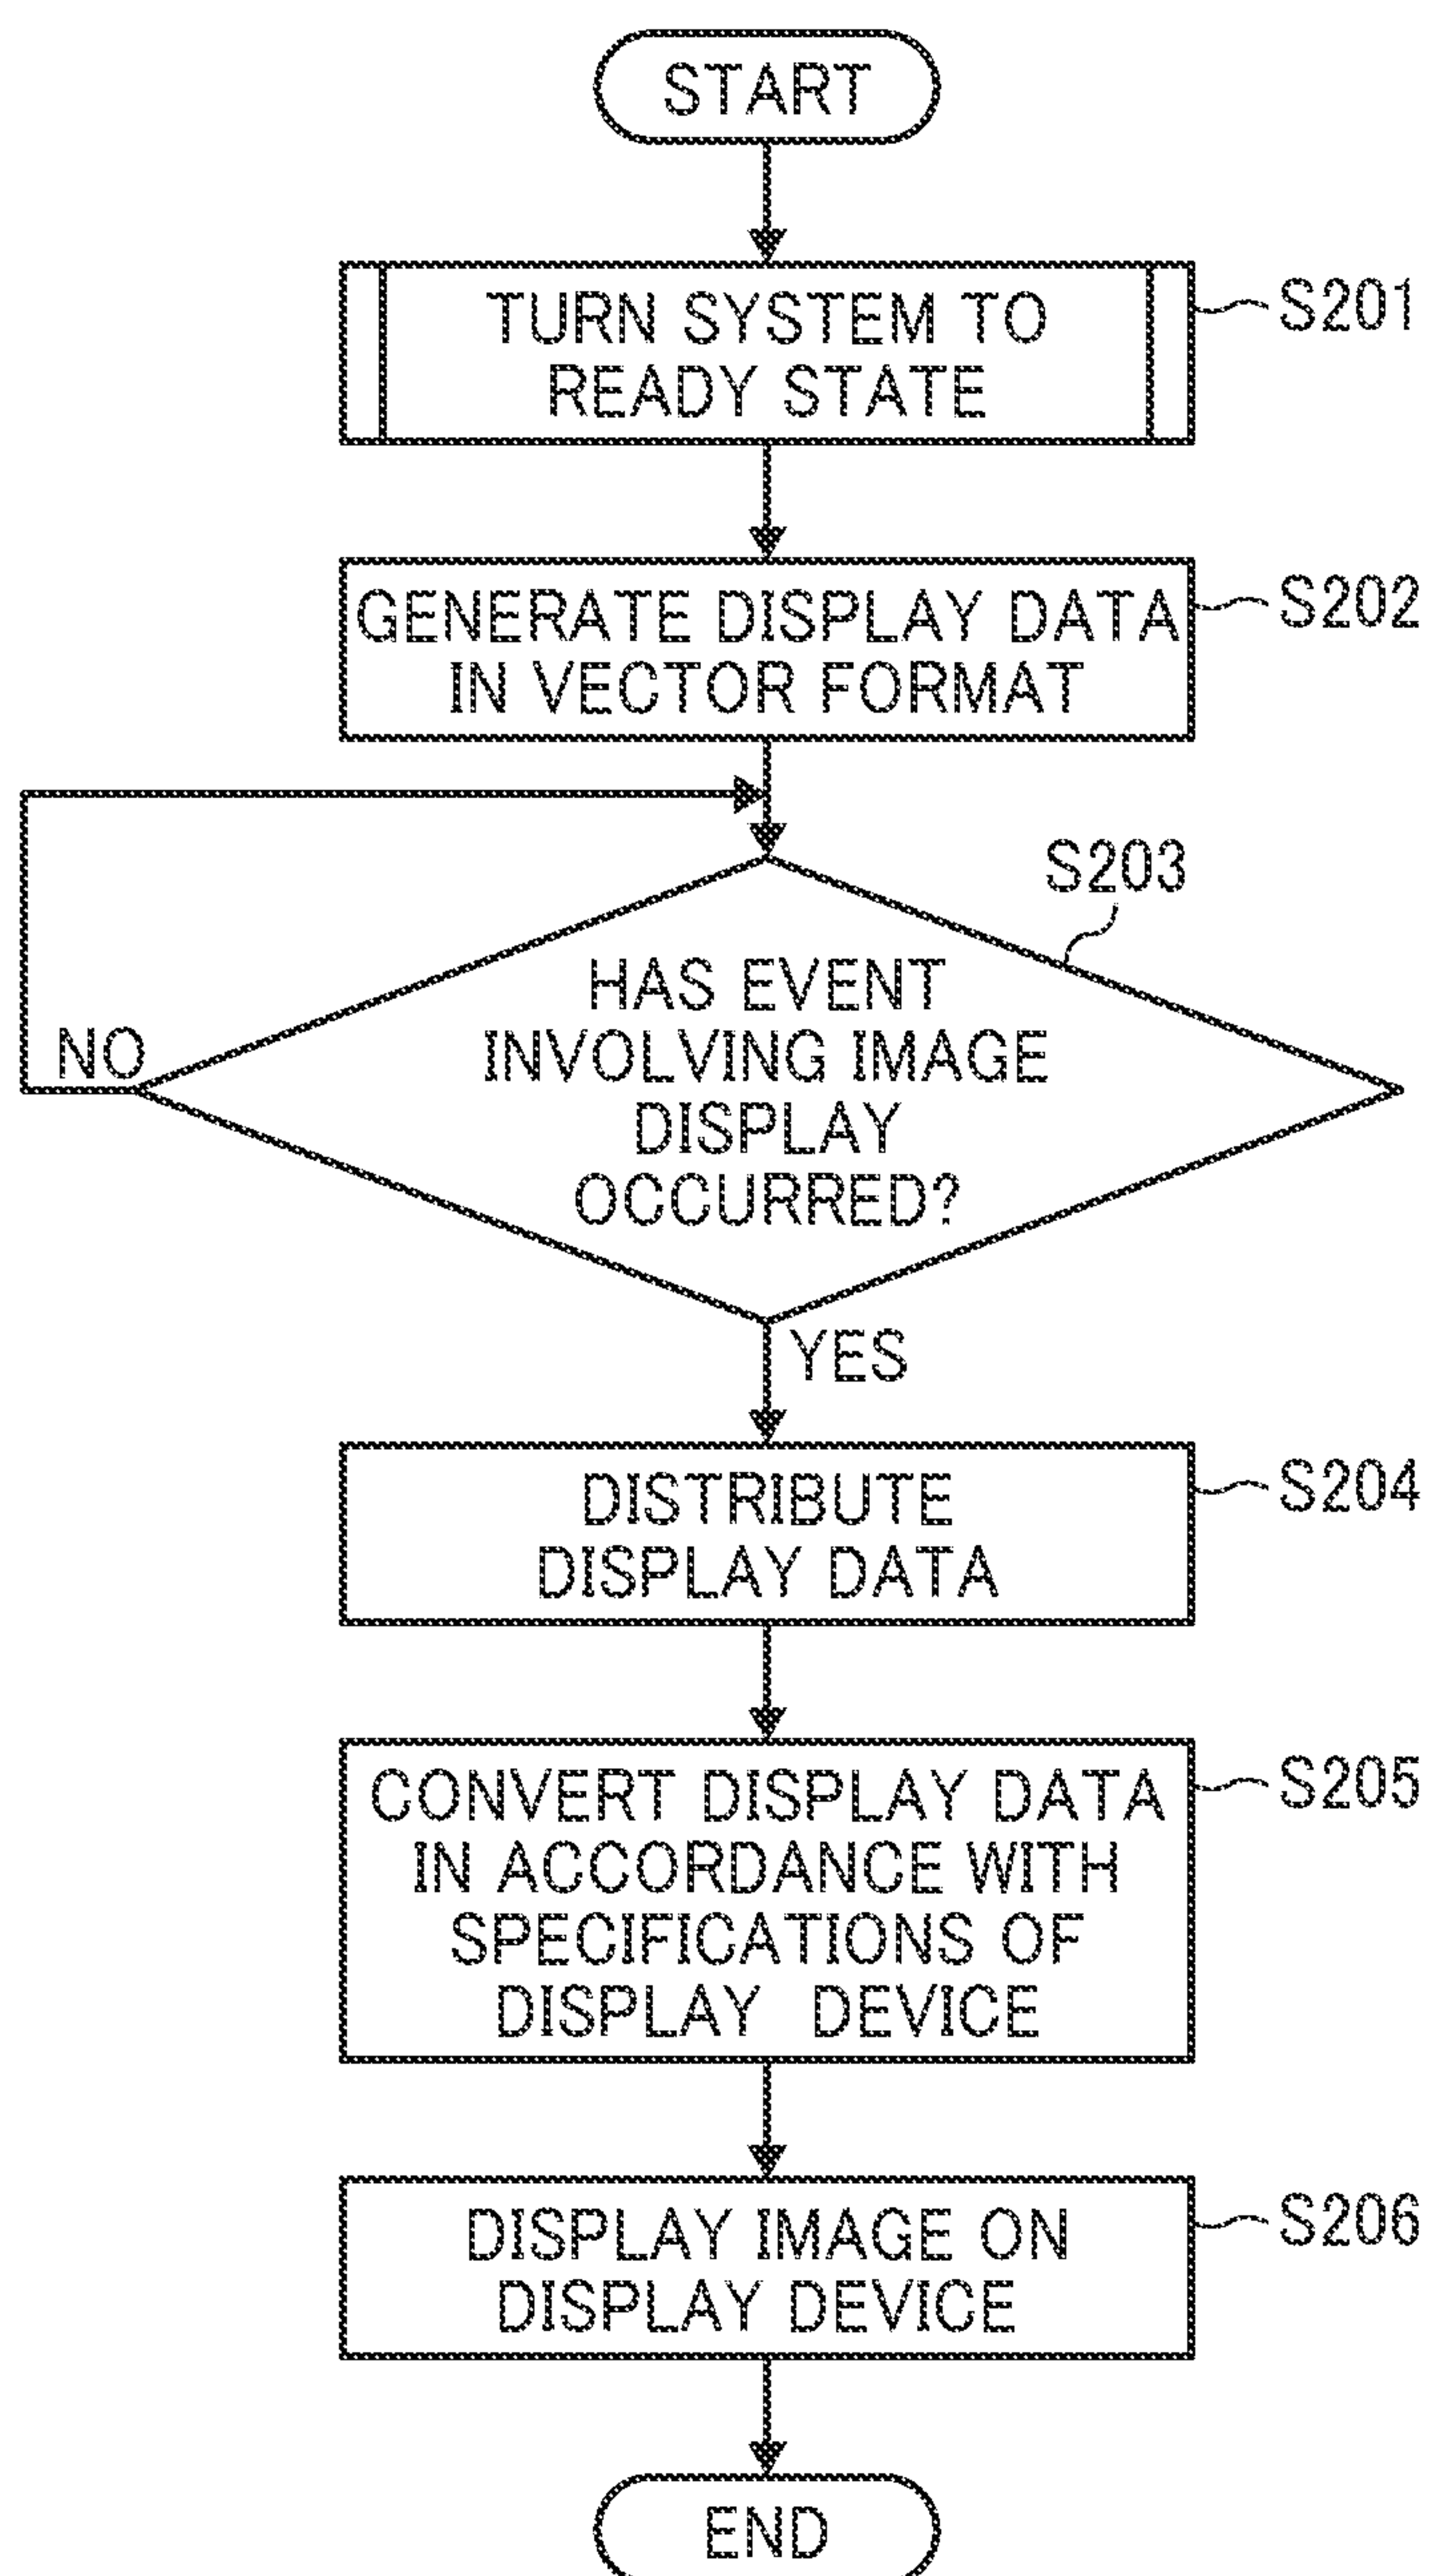 START
TURN SYSTEM TO
READY STATE
S201
GENERATE DISPLAY DATA
IN VECTOR FORMAT
S202
S203
HAS EVENT
INVOLVING IMAGE
DISPLAY
OCCURRED?
NO
YES
DISTRIBUTE
DISPLAY DATA
S204
CONVERT DISPLAY DATA
IN ACCORDANCE WITH
SPECIFICATIONS OF
DISPLAY DEVICE
S205
DISPLAY IMAGE ON
DISPLAY DEVICE
S206
END